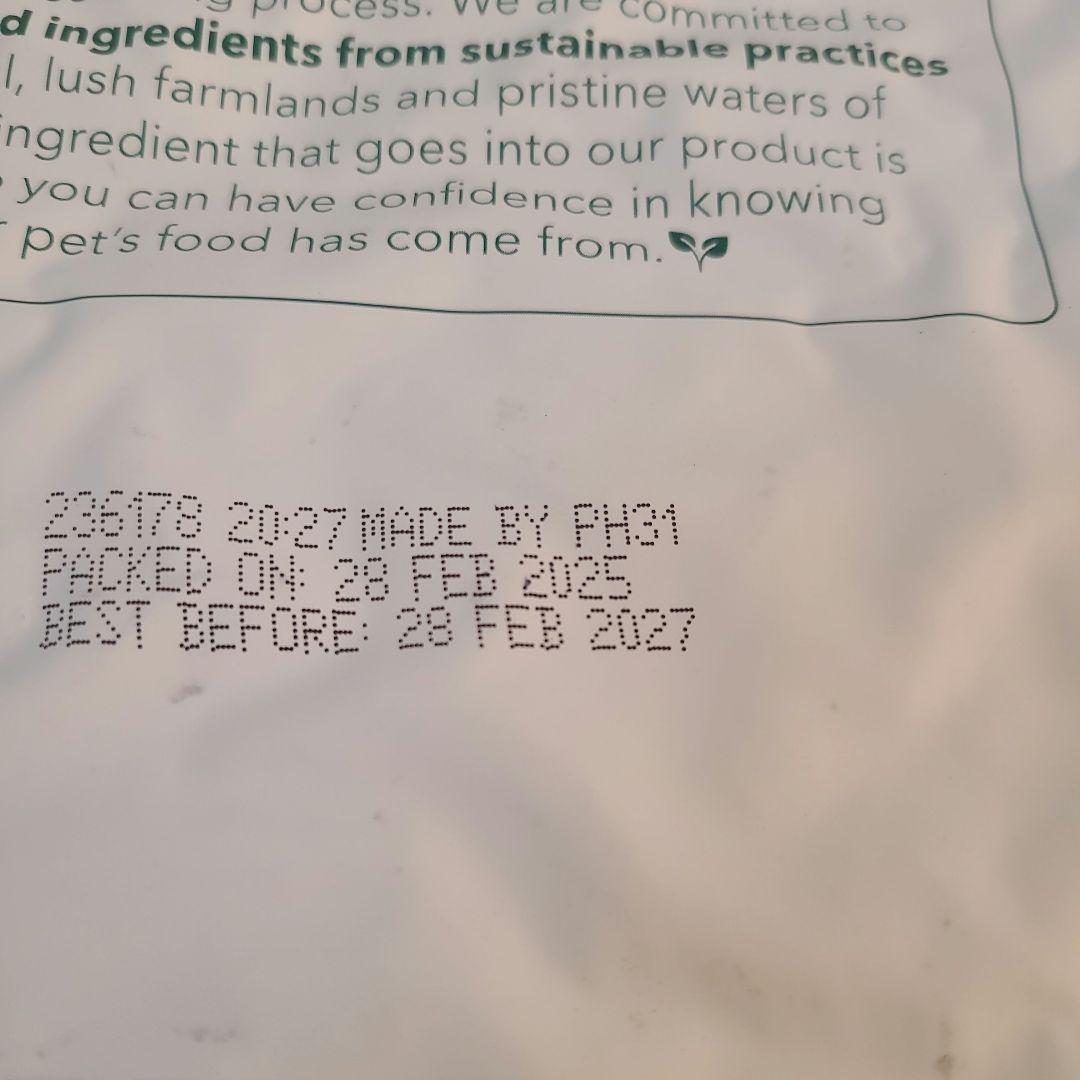 process. We are committed to
d ingredients from sustainable practices
l, lush farmlands and pristine waters of
ingredient that goes into our product is
you can have confidence in knowing
pet's food has come from.
236178 20:27 MADE BY PH31
PACKED ON: 28 FEB 2025
BEST BEFORE: 28 FEB 2027